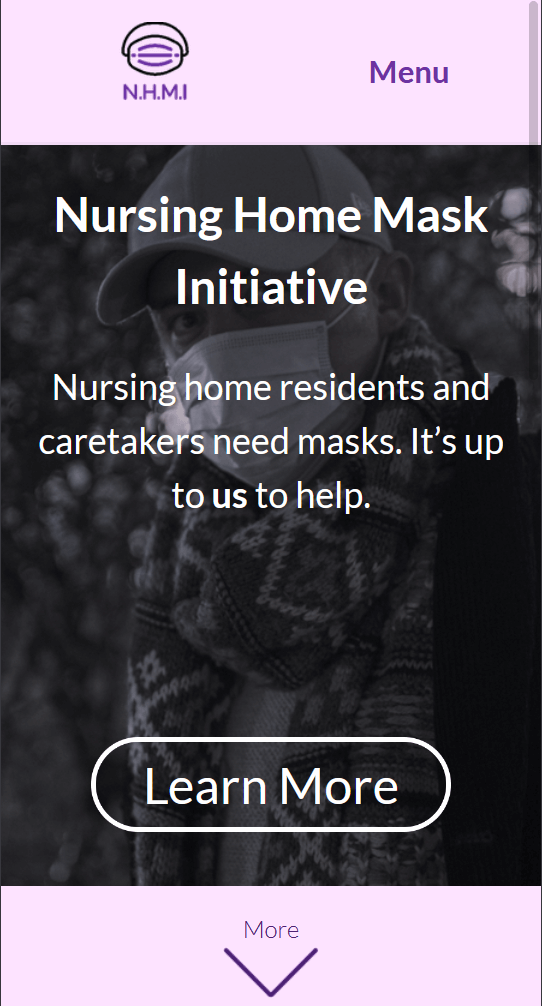 N.H.M.I
Menu
Nursing Home Mask
Initiative
Nursing home residents and
caretakers need masks. It’s up
to us to help.
Learn More
More